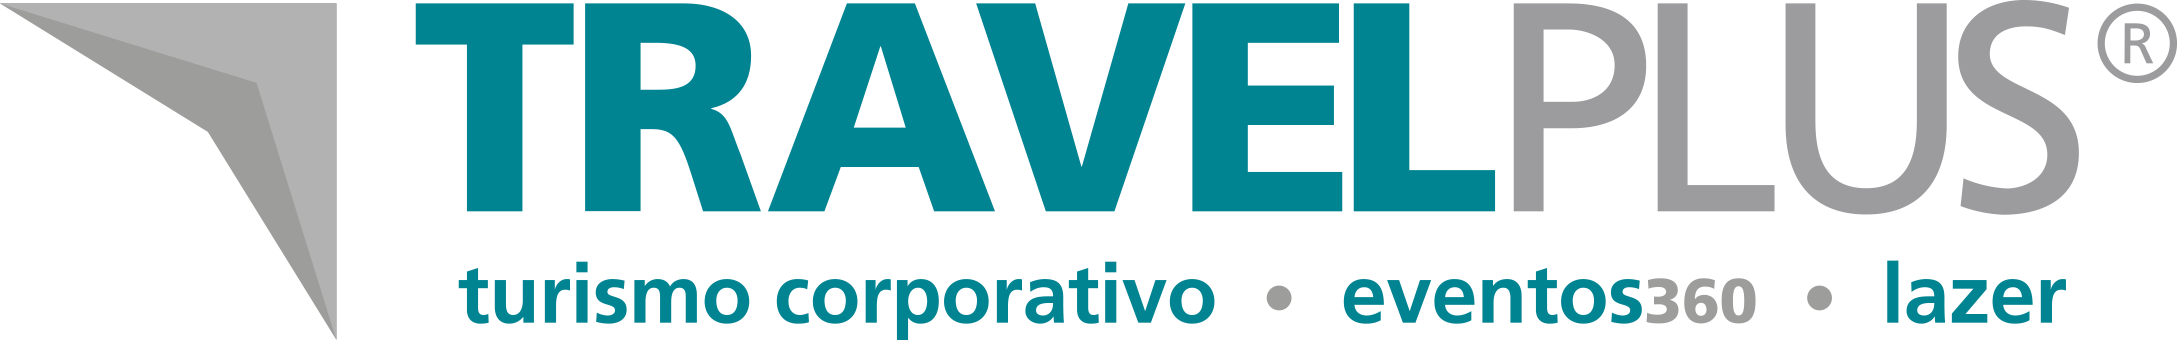 TRAVELPLUS®
turismo corporativo • eventos360 • lazer